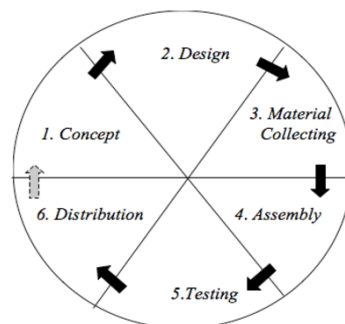 1. Concept
2. Design
3. Material
Collecting
4. Assembly
5.Testing
6. Distribution